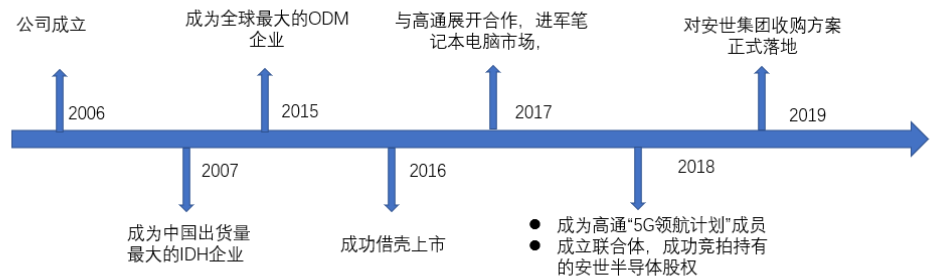 公司成立
2006
2007
成为中国出货量
最大的IDH企业
成为全球最大的ODM
企业
2015
2016
成功借壳上市
与高通展开合作，进军笔
记本电脑市场，
2017
2018
● 成为高通“5G领航计划”成员
● 成立联合体，成功竞拍持有
的安世半导体股权
对安世集团收购方案
正式落地
2019